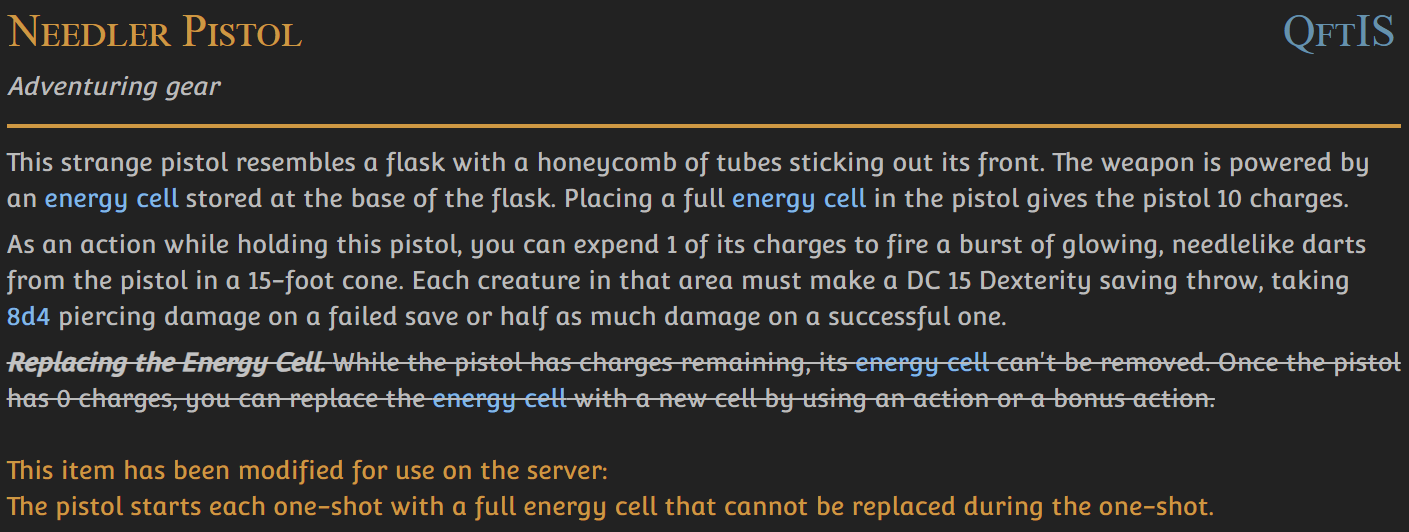 Needler Pistol QftIS
Adventuring gear
This strange pistol resembles a flask with a honeycomb of tubes sticking out its front. The weapon is powered by
an energy cell stored at the base of the flask. Placing a full energy cell in the pistol gives the pistol 10 charges.
As an action while holding this pistol, you can expend 1 of its charges to fire a burst of glowing, needlelike darts
from the pistol in a 15-foot cone. Each creature in that area must make a DC 15 Dexterity saving throw, taking
8d4 piercing damage on a failed save or half as much damage on a successful one.
Replacing the Energy Cell. While the pistol has charges remaining, its energy cell can't be removed. Once the pistol
has 0 charges, you can replace the energy cell with a new cell by using an action or a bonus action.
This item has been modified for use on the server:
The pistol starts each one-shot with a full energy cell that cannot be replaced during the one-shot.